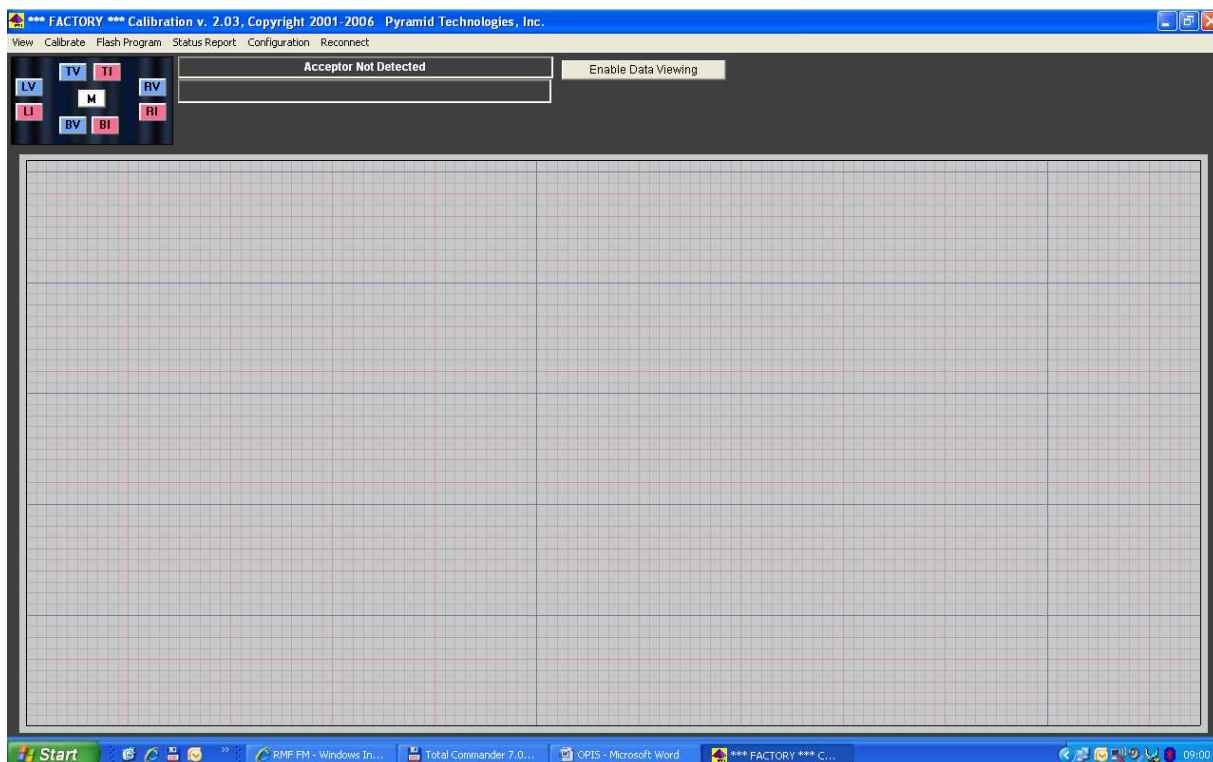 *** FACTORY *** Calibration v. 2.03, Copyright 2001-2006 Pyramid Technologies, Inc.
View Calibrate Flash Program Status Report Configuration Reconnect
TV TI
LV RV
M
LI RI
BV BI
Acceptor Not Detected
Enable Data Viewing
Start RMF FM - Windows In... Total Commander 7.0... OPIS - Microsoft Word *** FACTORY *** C... 09:00